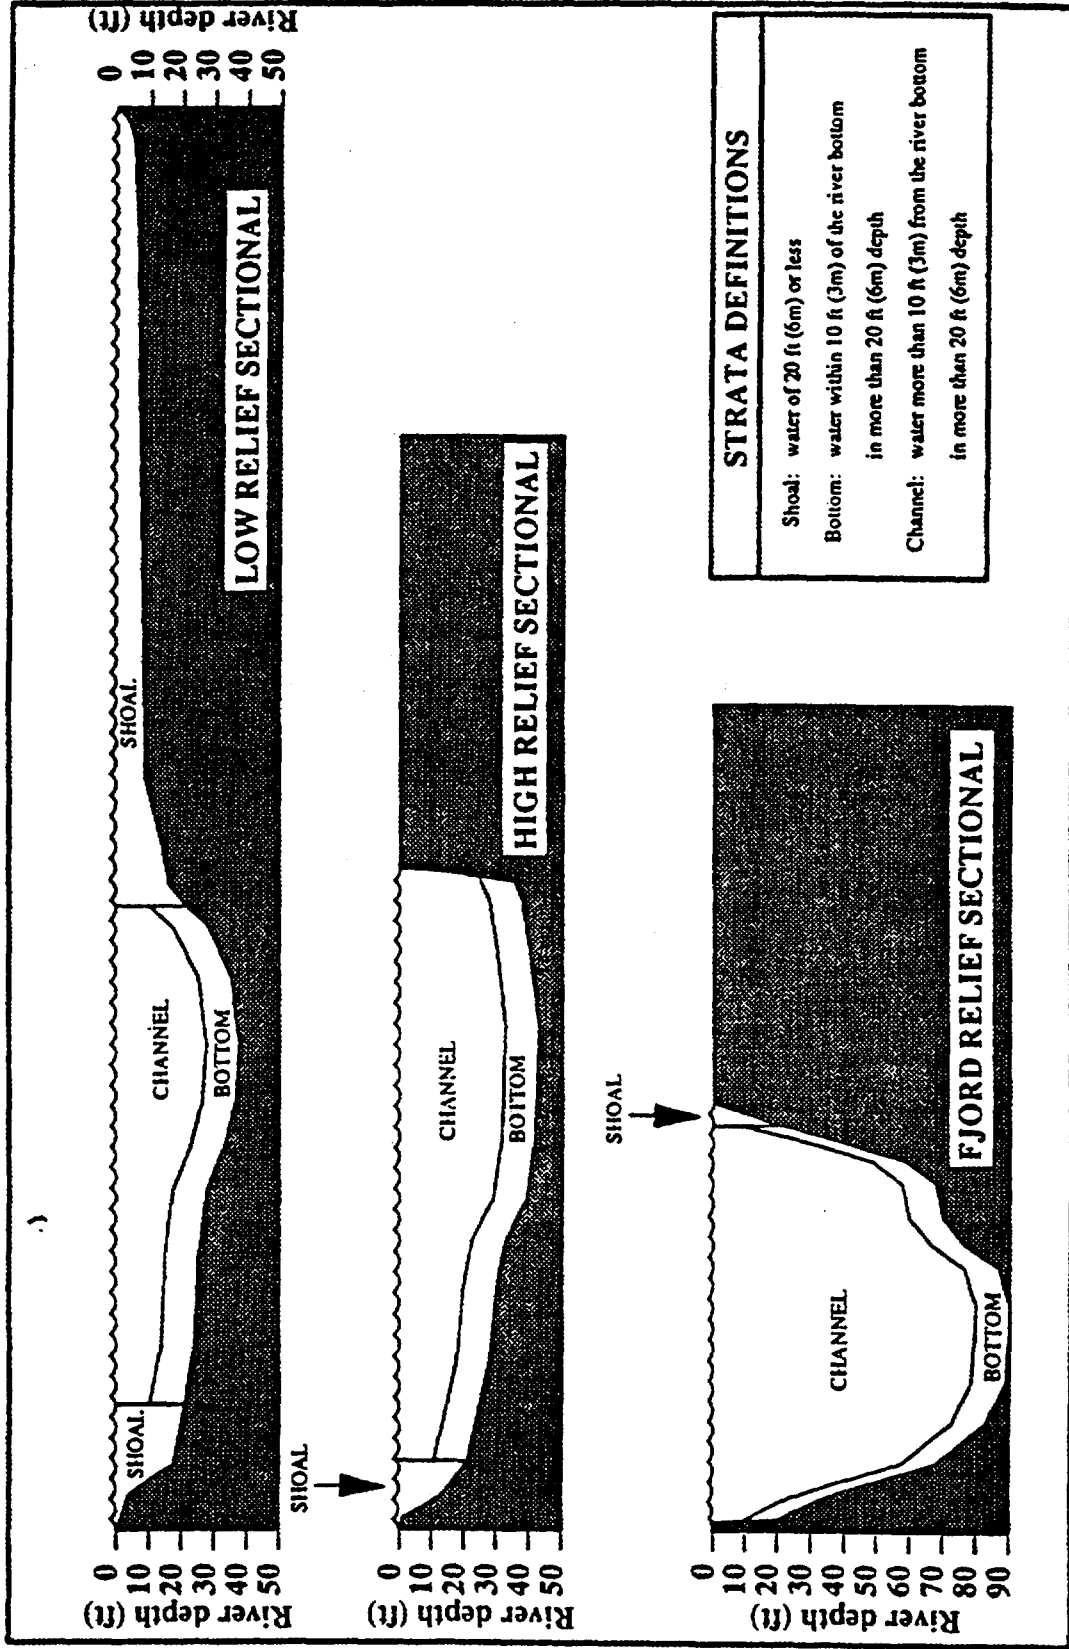 River depth (ft)
0
10
20
30
40
50
SHOAL
CHANNEL
BOTTOM
SHOAL
LOW RELIEF SECTIONAL
River depth (ft)
0
10
20
30
40
50
SHOAL
River depth (ft)
0
10
20
30
40
50
CHANNEL
BOTTOM
HIGH RELIEF SECTIONAL
SHOAL
River depth (ft)
0
10
20
30
40
50
60
70
80
90
CHANNEL
BOTTOM
FJORD RELIEF SECTIONAL
STRATA DEFINITIONS
Shoal: water of 20 ft (6m) or less
Bottom: water within 10 ft (3m) of the river bottom
in more than 20 ft (6m) depth
Channel: water more than 10 ft (3m) from the river bottom
in more than 20 ft (6m) depth